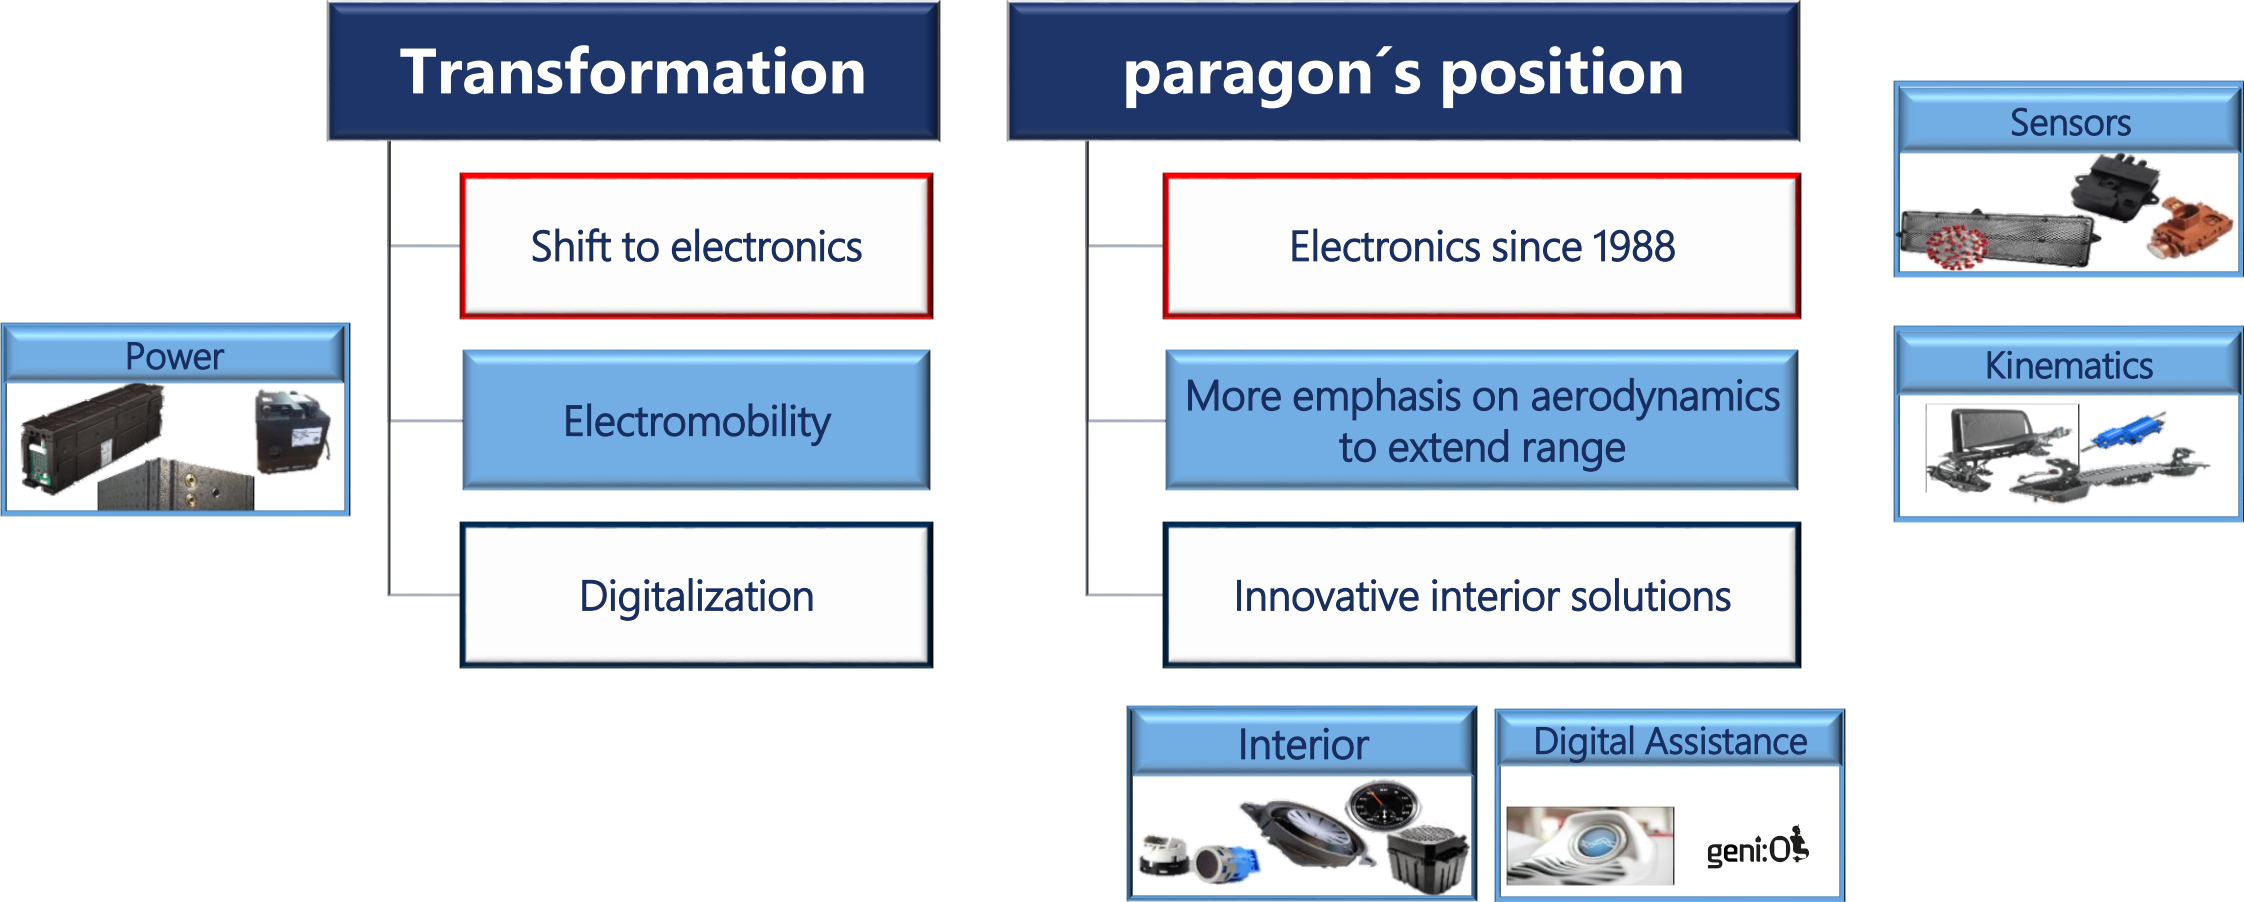 Transformation
Shift to electronics
Electromobility
Digitalization
Power
paragon´s position
Electronics since 1988
More emphasis on aerodynamics
to extend range
Innovative interior solutions
Sensors
Kinematics
Interior
Digital Assistance
geni:OS